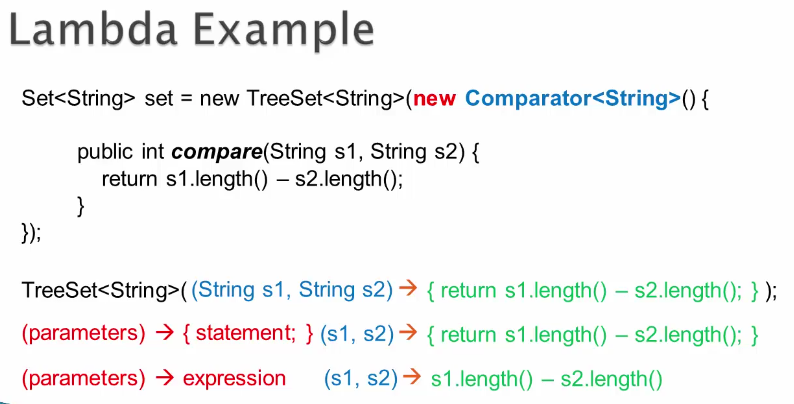 Lambda Example
Set<String> set = new TreeSet<String>(new Comparator<String>() {
public int compare(String s1, String s2) {
return s1.length() – s2.length();
}
});
TreeSet<String>( (String s1, String s2) → { return s1.length() – s2.length(); } );
(parameters) → { statement; } (s1, s2) → { return s1.length() – s2.length(); }
(parameters) → expression (s1, s2) → s1.length() – s2.length()